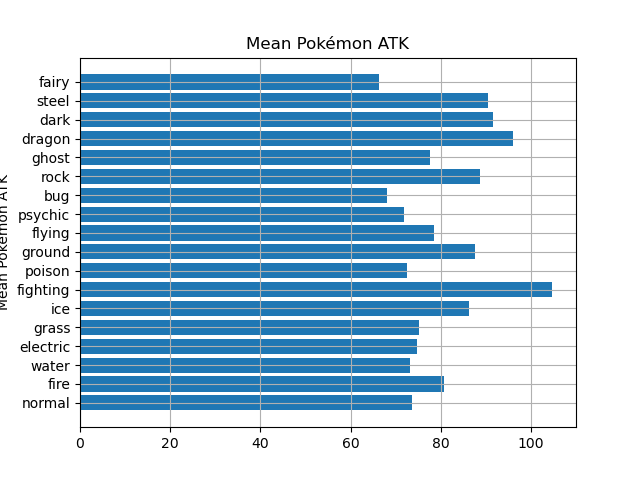 Mean Pokémon ATK
Mean Pokémon ATK
fairy
steel
dark
dragon
ghost
rock
bug
psychic
flying
ground
poison
fighting
ice
grass
electric
water
fire
normal
0 20 40 60 80 100